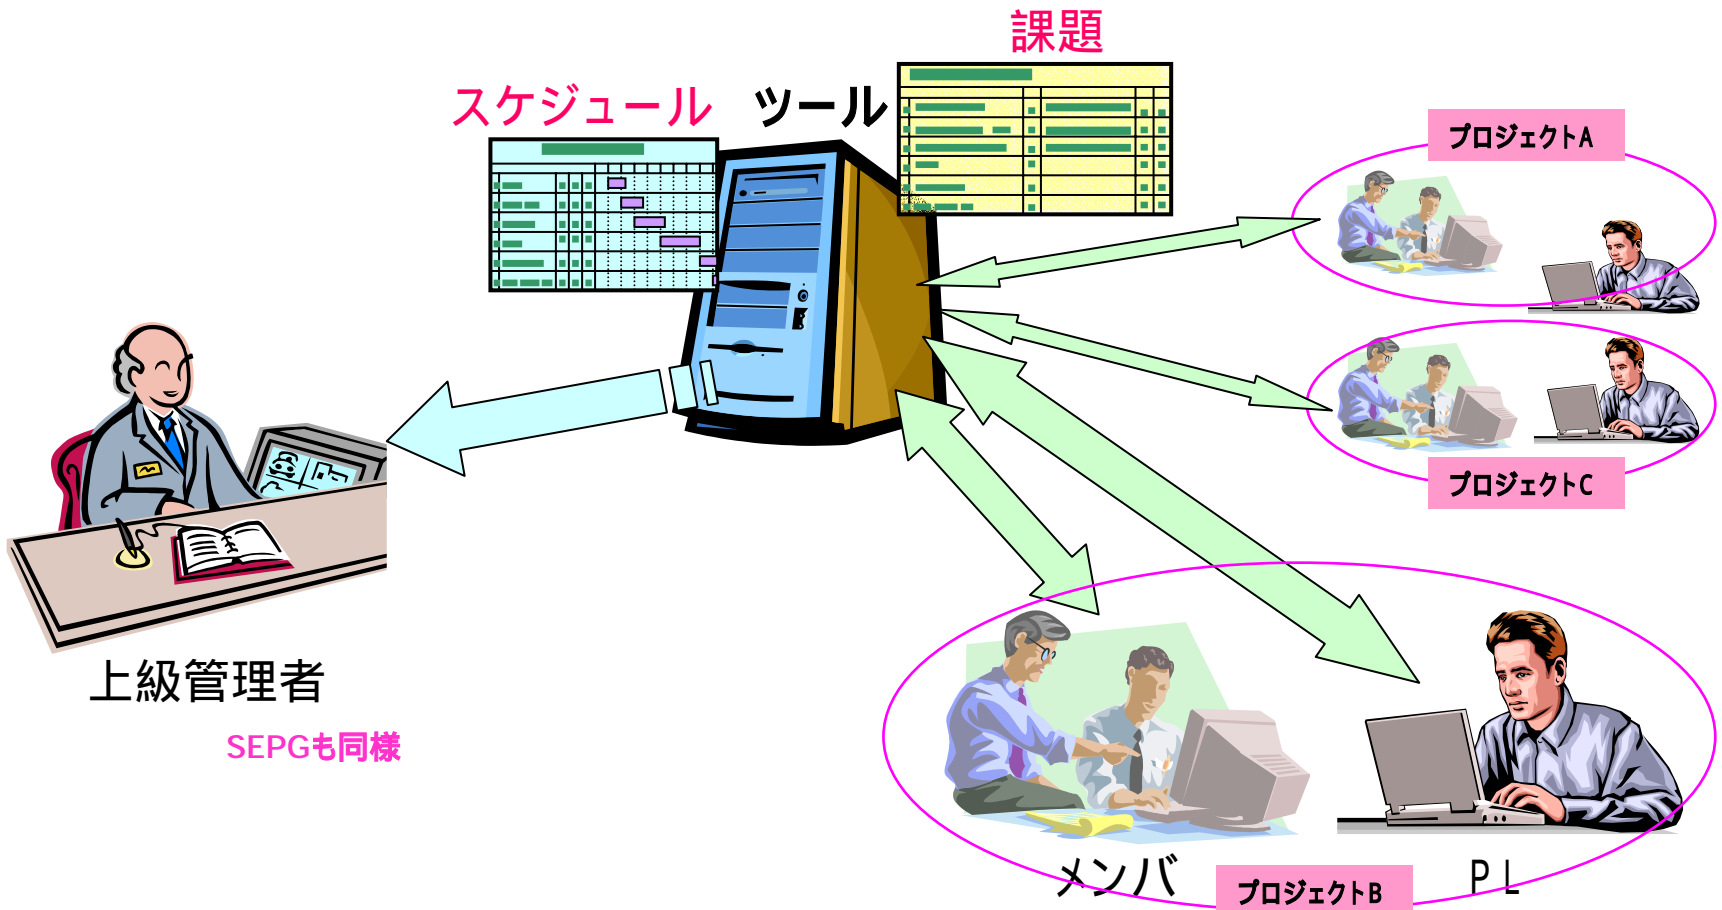 課題
スケジュール
ツール
プロジェクトA
プロジェクトC
上級管理者
SEPGも同様
メンバ
ＰＬ
プロジェクトB